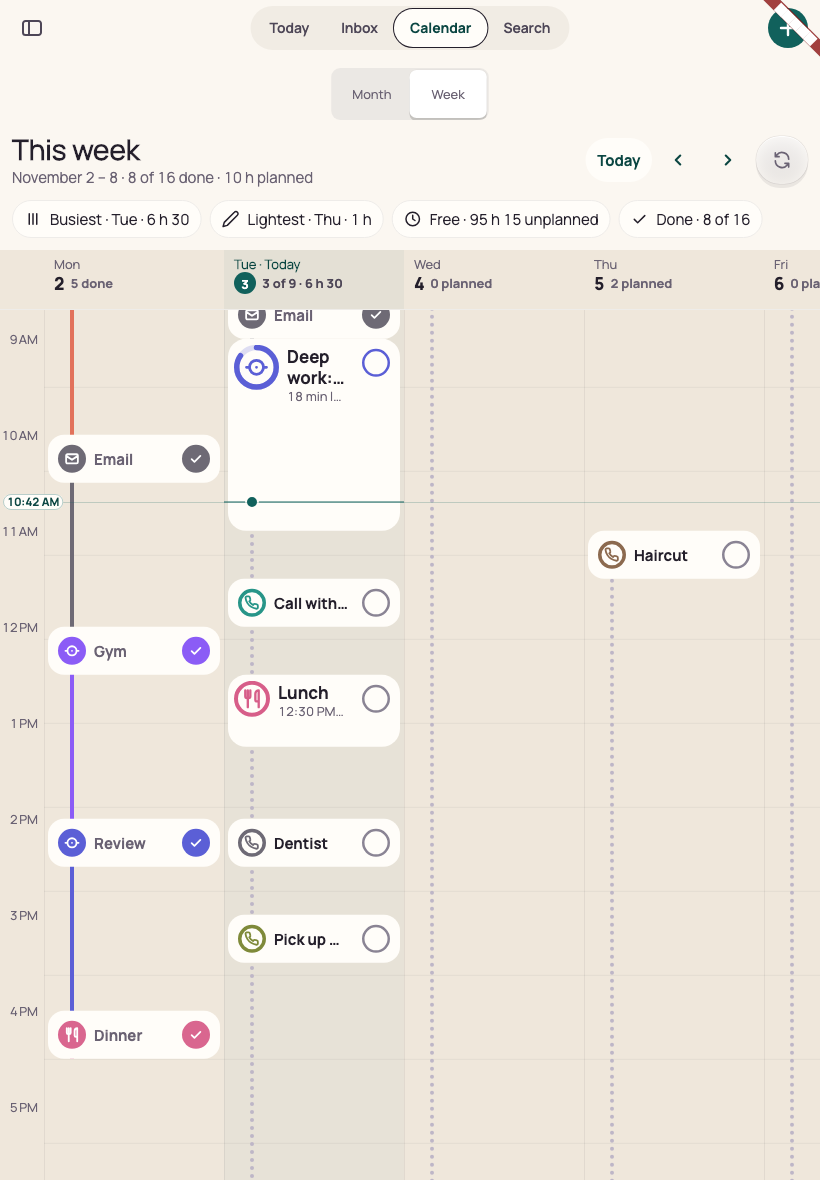 Today Inbox Calendar Search
Month Week
This week
Today
November 2 – 8 · 8 of 16 done · 10 h planned
Busiest · Tue · 6 h 30 Lightest · Thu · 1 h Free · 95 h 15 unplanned Done · 8 of 16
Mon Tue · Today Wed Thu Fri
2 5 done 3 3 of 9 · 6 h 30 4 0 planned 5 2 planned 6 0 pla
Email
9 AM
Deep
work:...
18 min l...
10 AM
Email
10:42 AM
11 AM
Haircut
Call with...
12 PM
Gym
Lunch
12:30 PM...
1 PM
2 PM
Review Dentist
3 PM
Pick up ...
4 PM
Dinner
5 PM